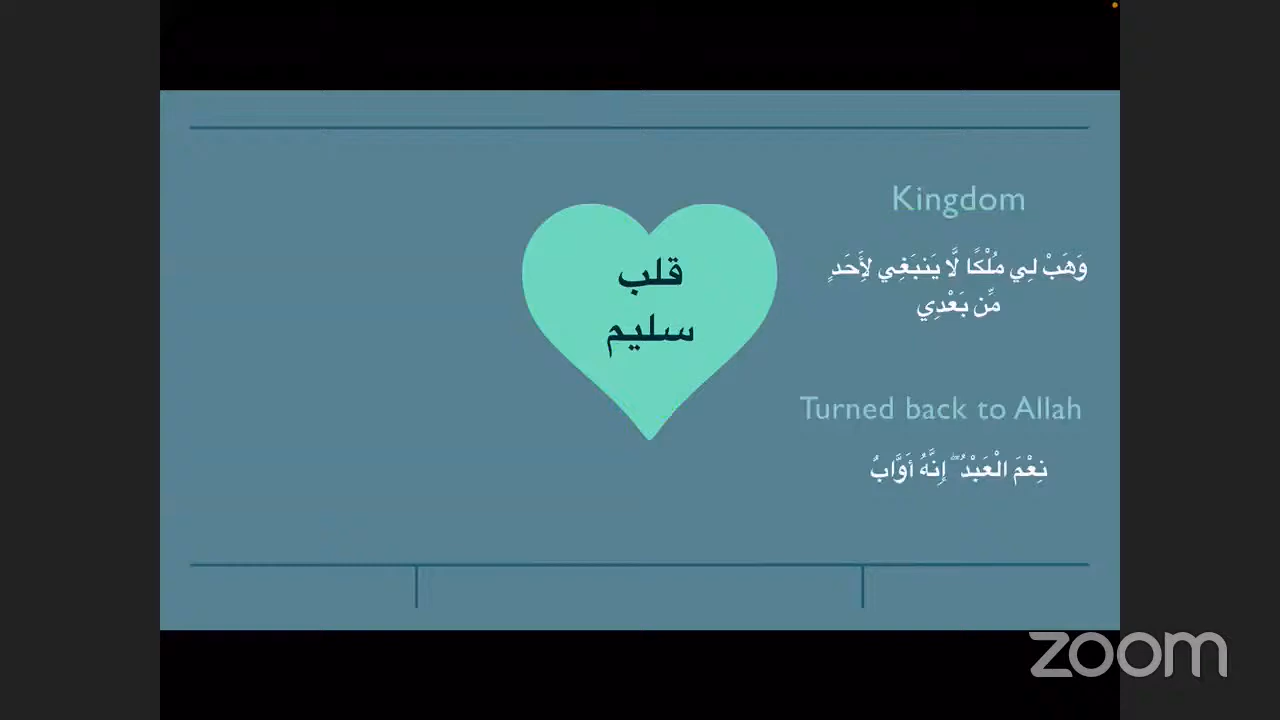 Kingdom
وَهَبْ لِي مُلْكًا لَّا يَنبَغِي لِأَحَدٍ
مِّن بَعْدِي
قلب
سليم
Turned back to Allah
نِعْمَ الْعَبْدُ ۖ إِنَّهُ أَوَّابٌ
zoom